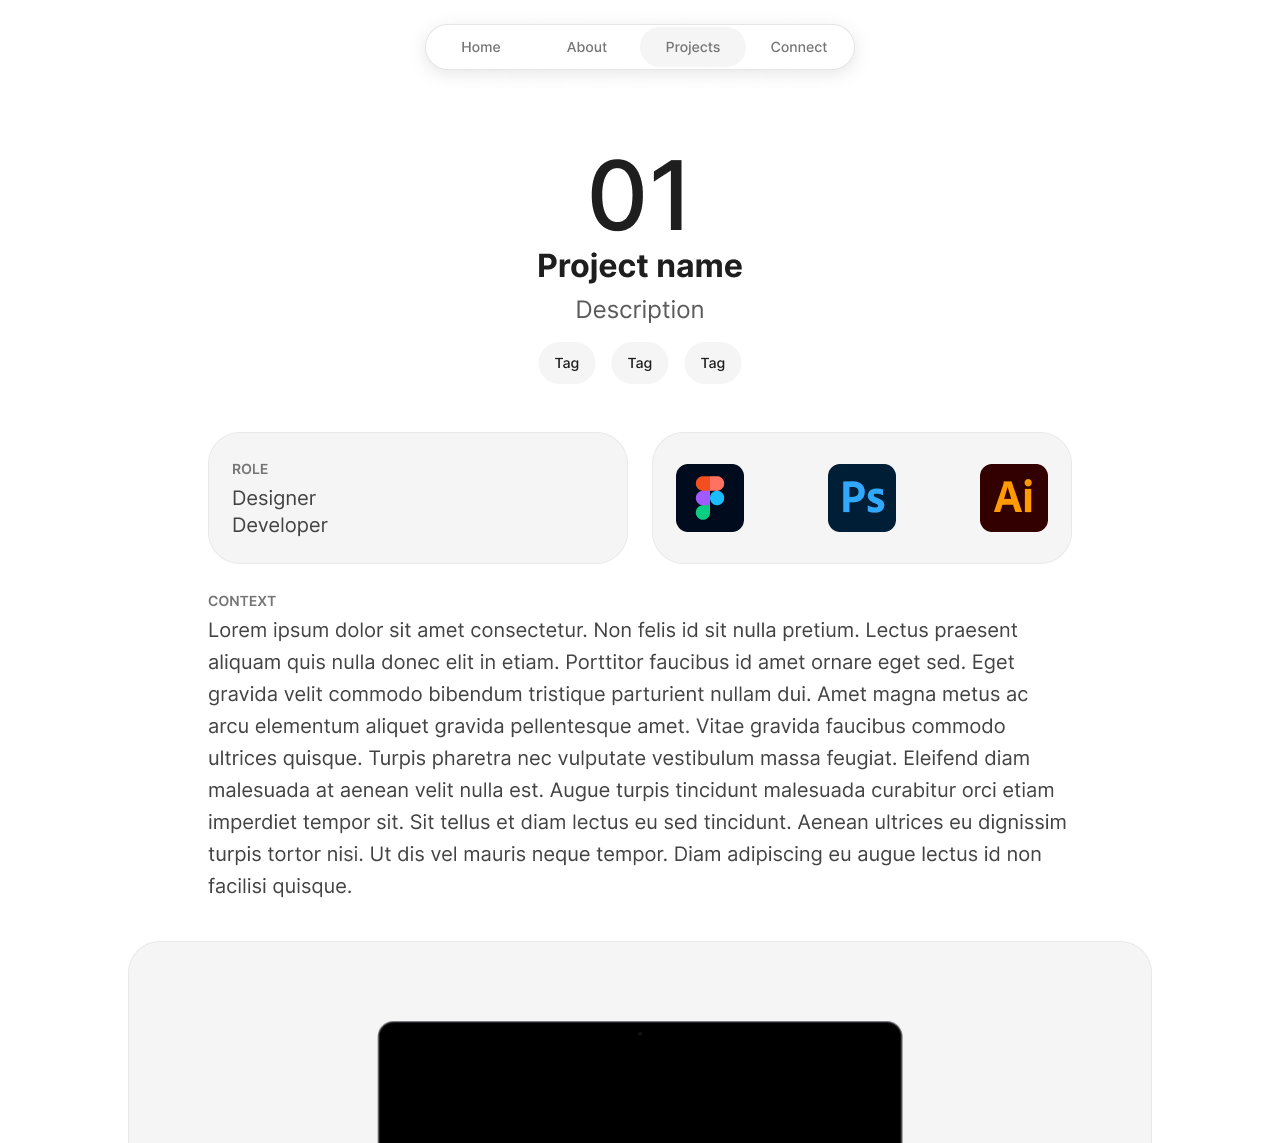 Home
About
Projects
Connect
01
Project name
Description
Tag
Tag
Tag
ROLE
Designer
Developer
Ps
Ai
CONTEXT
Lorem ipsum dolor sit amet consectetur. Non felis id sit nulla pretium. Lectus praesent
aliquam quis nulla donec elit in etiam. Porttitor faucibus id amet ornare eget sed. Eget
gravida velit commodo bibendum tristique parturient nullam dui. Amet magna metus ac
arcu elementum aliquet gravida pellentesque amet. Vitae gravida faucibus commodo
ultrices quisque. Turpis pharetra nec vulputate vestibulum massa feugiat. Eleifend diam
malesuada at aenean velit nulla est. Augue turpis tincidunt malesuada curabitur orci etiam
imperdiet tempor sit. Sit tellus et diam lectus eu sed tincidunt. Aenean ultrices eu dignissim
turpis tortor nisi. Ut dis vel mauris neque tempor. Diam adipiscing eu augue lectus id non
facilisi quisque.